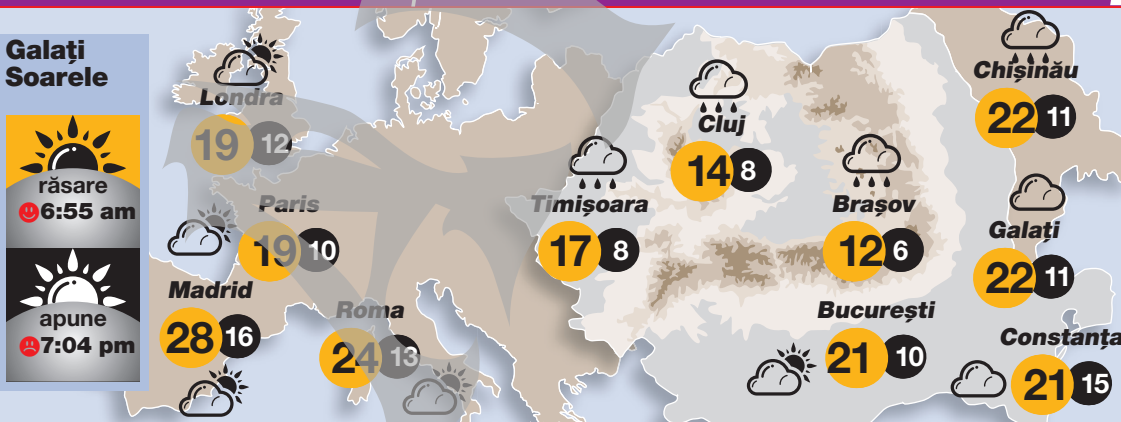 Galați
Soarele
răsare
6:55 am
apune
7:04 pm
Londra
19 12
Paris
19 10
Madrid
28 16
Roma
24 13
Timișoara
17 8
Cluj
14 8
Brașov
12 6
București
21 10
Chișinău
22 11
Galați
22 11
Constanța
21 15